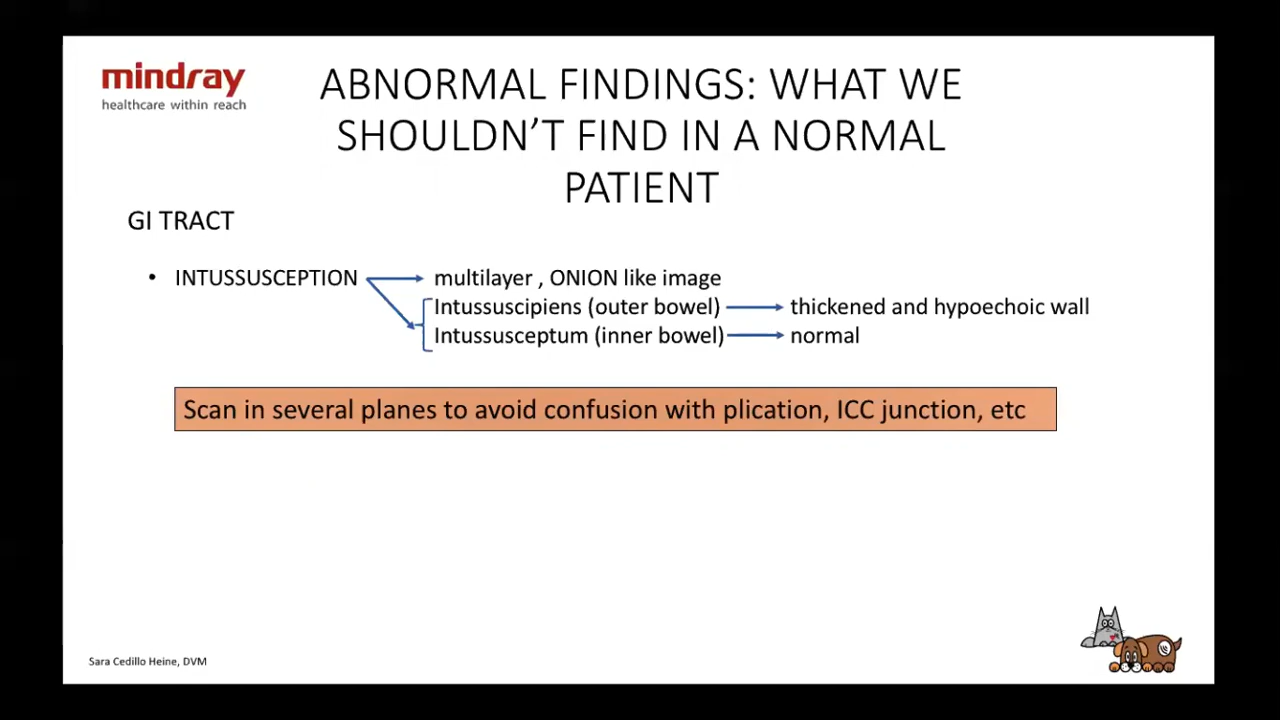 mindray
healthcare within reach
ABNORMAL FINDINGS: WHAT WE
SHOULDN'T FIND IN A NORMAL
PATIENT
GI TRACT
• INTUSSUSCEPTION
multilayer , ONION like image
Intussuscipiens (outer bowel)
thickened and hypoechoic wall
Intussusceptum (inner bowel)
normal
Scan in several planes to avoid confusion with plication, ICC junction, etc
Sara Cedillo Heine, DVM